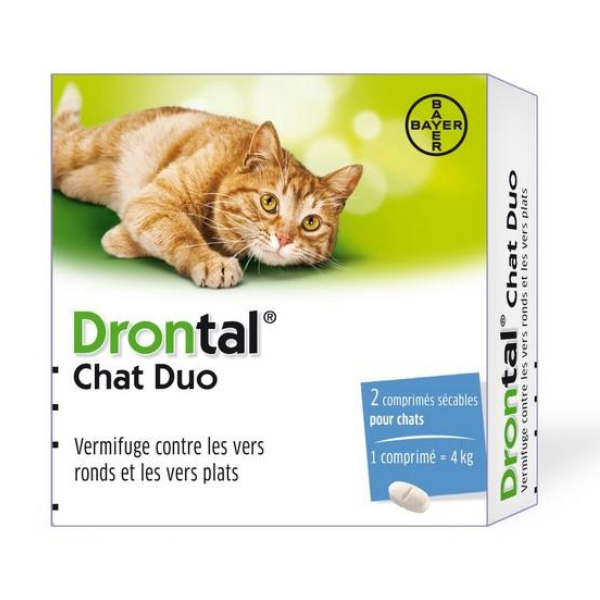 BAYER
BAYER
Drontal®
Chat Duo
Vermifuge contre les vers
ronds et les vers plats
2 comprimés sécables
pour chats
1 comprimé = 4 kg
Drontal® Chat Duo
Vermifuge contre les vers ronds et les vers plats